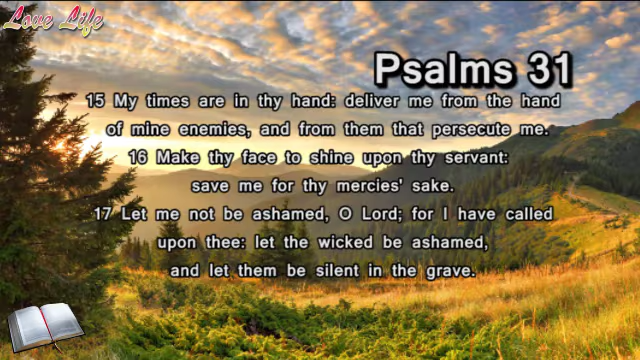 Love Life
Psalms 31
15 My times are in thy hand: deliver me from the hand
of mine enemies, and from them that persecute me.
16 Make thy face to shine upon thy servant:
save me for thy mercies' sake.
17 Let me not be ashamed, O Lord; for I have called
upon thee: let the wicked be ashamed,
and let them be silent in the grave.